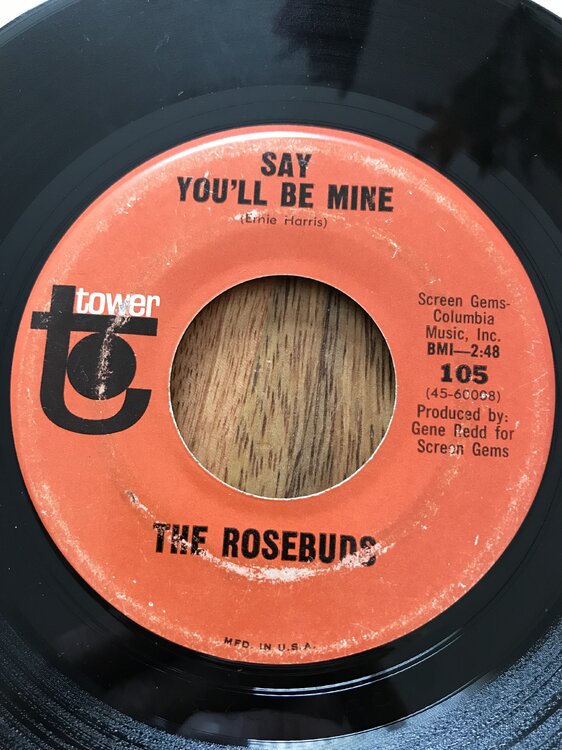 SAY
YOU'LL BE MINE
(Ernie Harris)
tower
Screen Gems-
Columbia
Music, Inc.
BMI—2:48
105
(45-60008)
Produced by:
Gene Redd for
Screen Gems
THE ROSEBUDS
MFD. IN U.S.A.